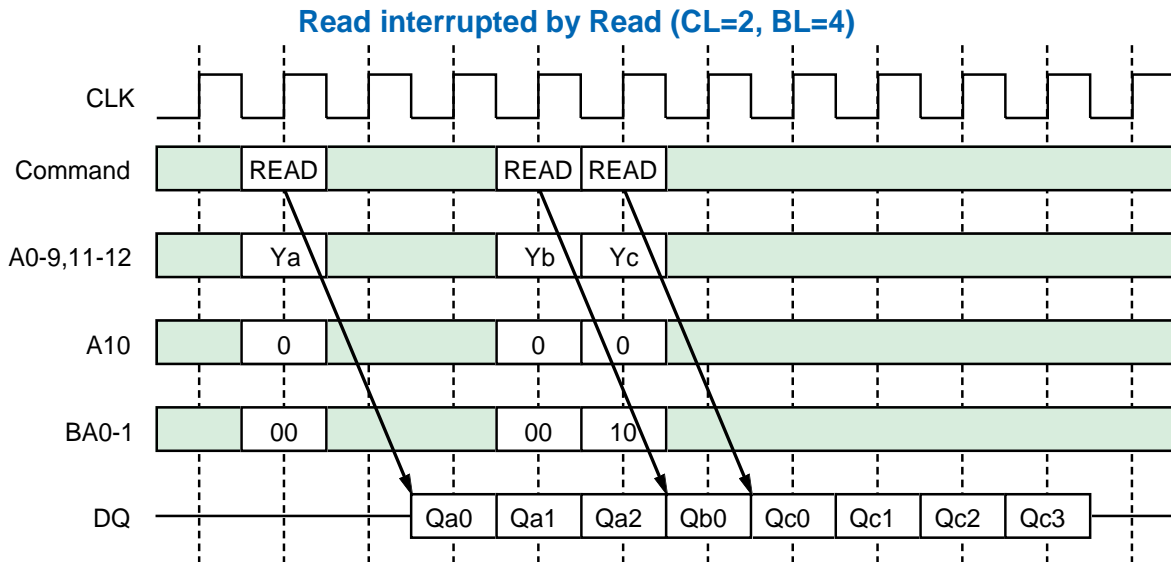 Read interrupted by Read (CL=2, BL=4)
CLK
Command READ READ READ
A0-9,11-12 Ya Yb Yc
A10 0 0 0
BA0-1 00 00 10
DQ Qa0 Qa1 Qa2 Qb0 Qc0 Qc1 Qc2 Qc3